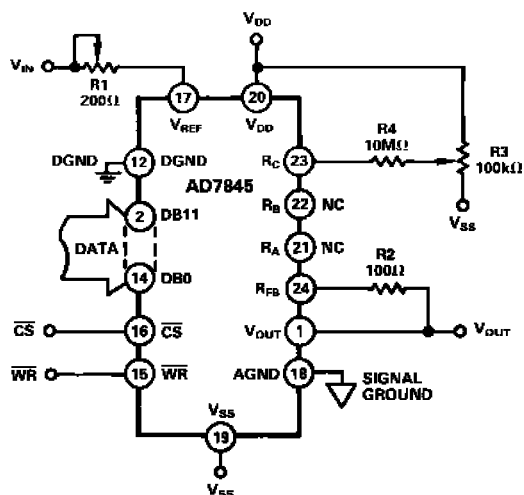 VDD
VIN
R1
200Ω
17
VREF
20
VDD
R4
10MΩ
R3
100kΩ
VSS
DGND
12
DGND
AD7845
RC
23
2
DB11
RB
22
NC
DATA
RA
21
NC
14
DB0
RFB
24
R2
100Ω
CS
16
CS
VOUT
1
VOUT
WR
15
WR
AGND
18
SIGNAL
GROUND
VSS
19
VSS